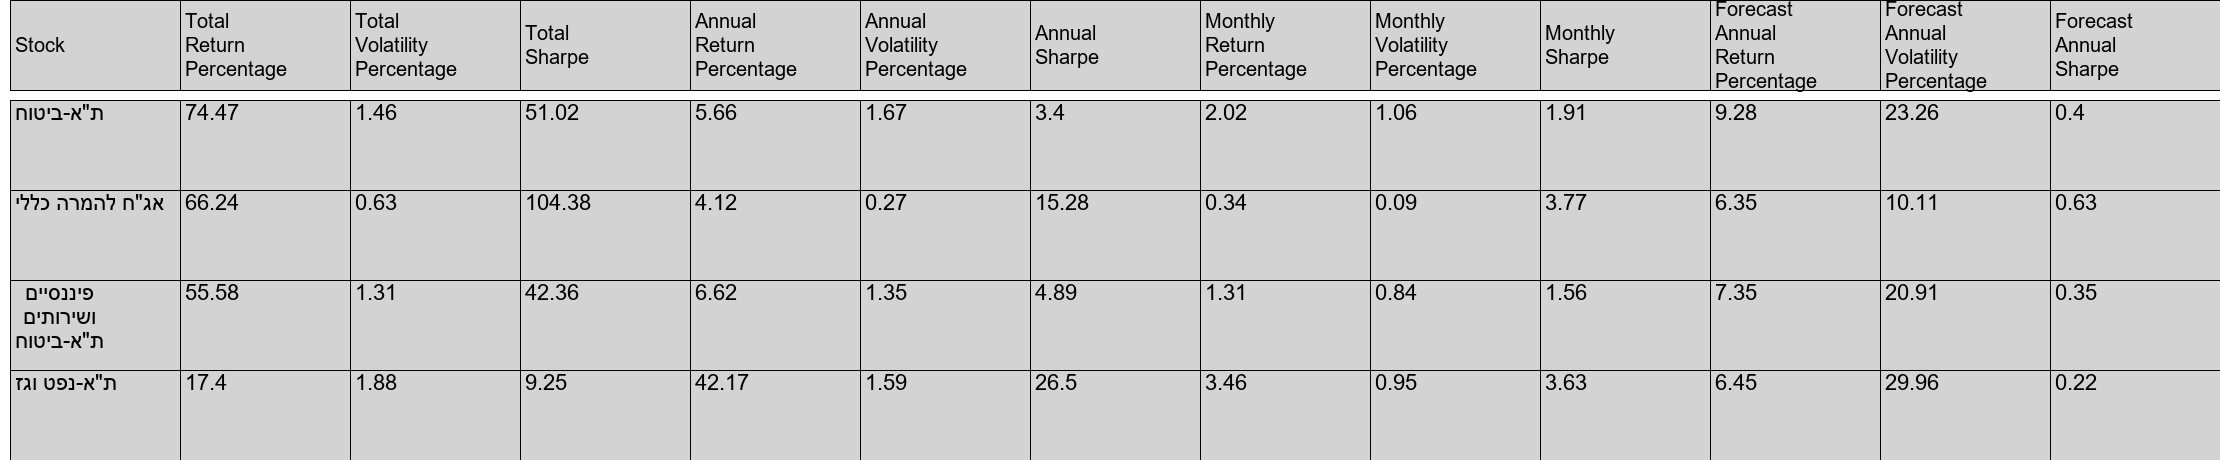 Stock Total Return Percentage Total Volatility Percentage Total Sharpe Annual Return Percentage Annual Volatility Percentage Annual Sharpe Monthly Return Percentage Monthly Volatility Percentage Monthly Sharpe Forecast Annual Return Percentage Forecast Annual Volatility Percentage Forecast Annual Sharpe
ת"א-ביטוח 74.47 1.46 51.02 5.66 1.67 3.4 2.02 1.06 1.91 9.28 23.26 0.4
אג"ח להמרה כללי 66.24 0.63 104.38 4.12 0.27 15.28 0.34 0.09 3.77 6.35 10.11 0.63
פיננסיים ושירותים ת"א-ביטוח 55.58 1.31 42.36 6.62 1.35 4.89 1.31 0.84 1.56 7.35 20.91 0.35
ת"א-נפט וגז 17.4 1.88 9.25 42.17 1.59 26.5 3.46 0.95 3.63 6.45 29.96 0.22